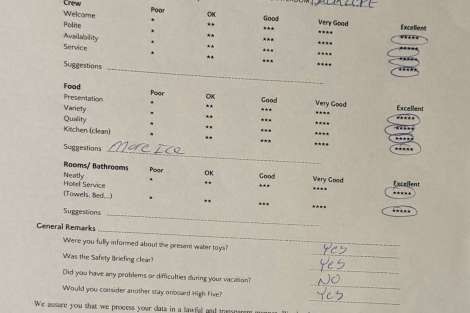 Crew Poor OK Good Very Good Excellent
Welcome * ** *** **** *****
Polite * ** *** **** *****
Availability * ** *** **** *****
Service * ** *** **** *****
Suggestions
Food Poor OK Good Very Good Excellent
Presentation * ** *** **** *****
Variety * ** *** **** *****
Quality * ** *** **** *****
Kitchen (clean) * ** *** **** *****
Suggestions More Ice
Rooms/ Bathrooms Poor OK Good Very Good Excellent
Neatly * ** *** **** *****
Hotel Service
(Towels, Bed...) * ** *** **** *****
Suggestions
General Remarks
Were you fully informed about the present water toys? Yes
Was the Safety Briefing clear? Yes
Did you have any problems or difficulties during your vacation? NO
Would you consider another stay onboard High Five? Yes
We assure you that we process your data in a lawful and transparent